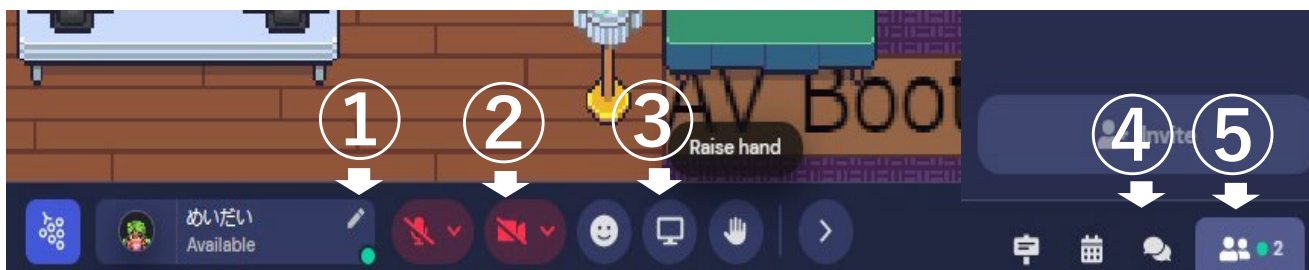 ① ② ③ ④ ⑤
AV Boot
Invite
Raise hand
めいだい
Available
2